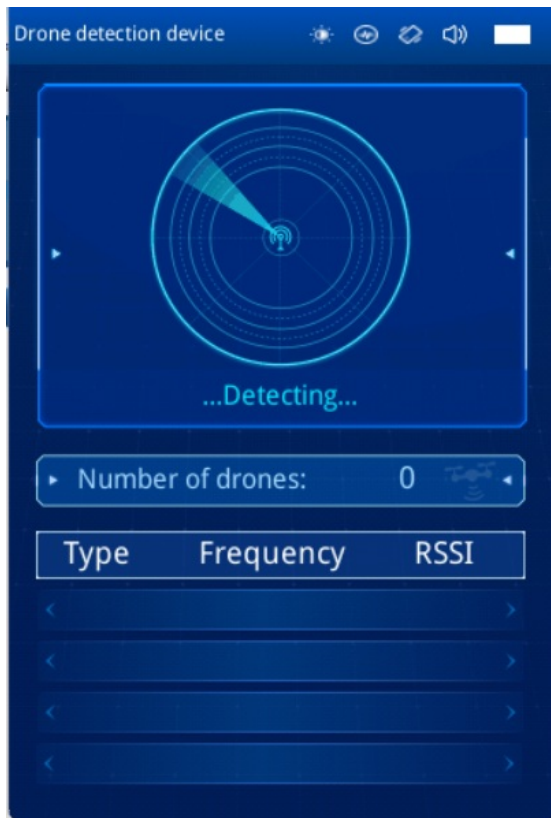 Drone detection device
...Detecting...
Number of drones: 0
Type Frequency RSSI